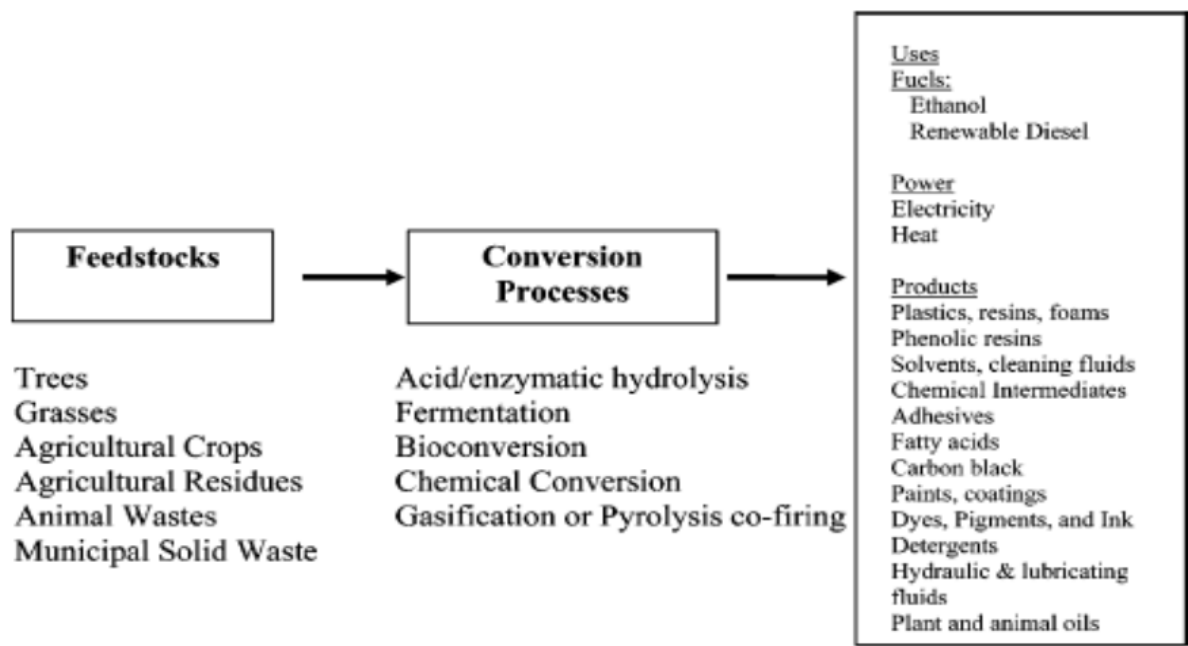 Feedstocks
Trees
Grasses
Agricultural Crops
Agricultural Residues
Animal Wastes
Municipal Solid Waste
Conversion
Processes
Acid/enzymatic hydrolysis
Fermentation
Bioconversion
Chemical Conversion
Gasification or Pyrolysis co-firing
Uses
Fuels:
Ethanol
Renewable Diesel
Power
Electricity
Heat
Products
Plastics, resins, foams
Phenolic resins
Solvents, cleaning fluids
Chemical Intermediates
Adhesives
Fatty acids
Carbon black
Paints, coatings
Dyes, Pigments, and Ink
Detergents
Hydraulic & lubricating
fluids
Plant and animal oils